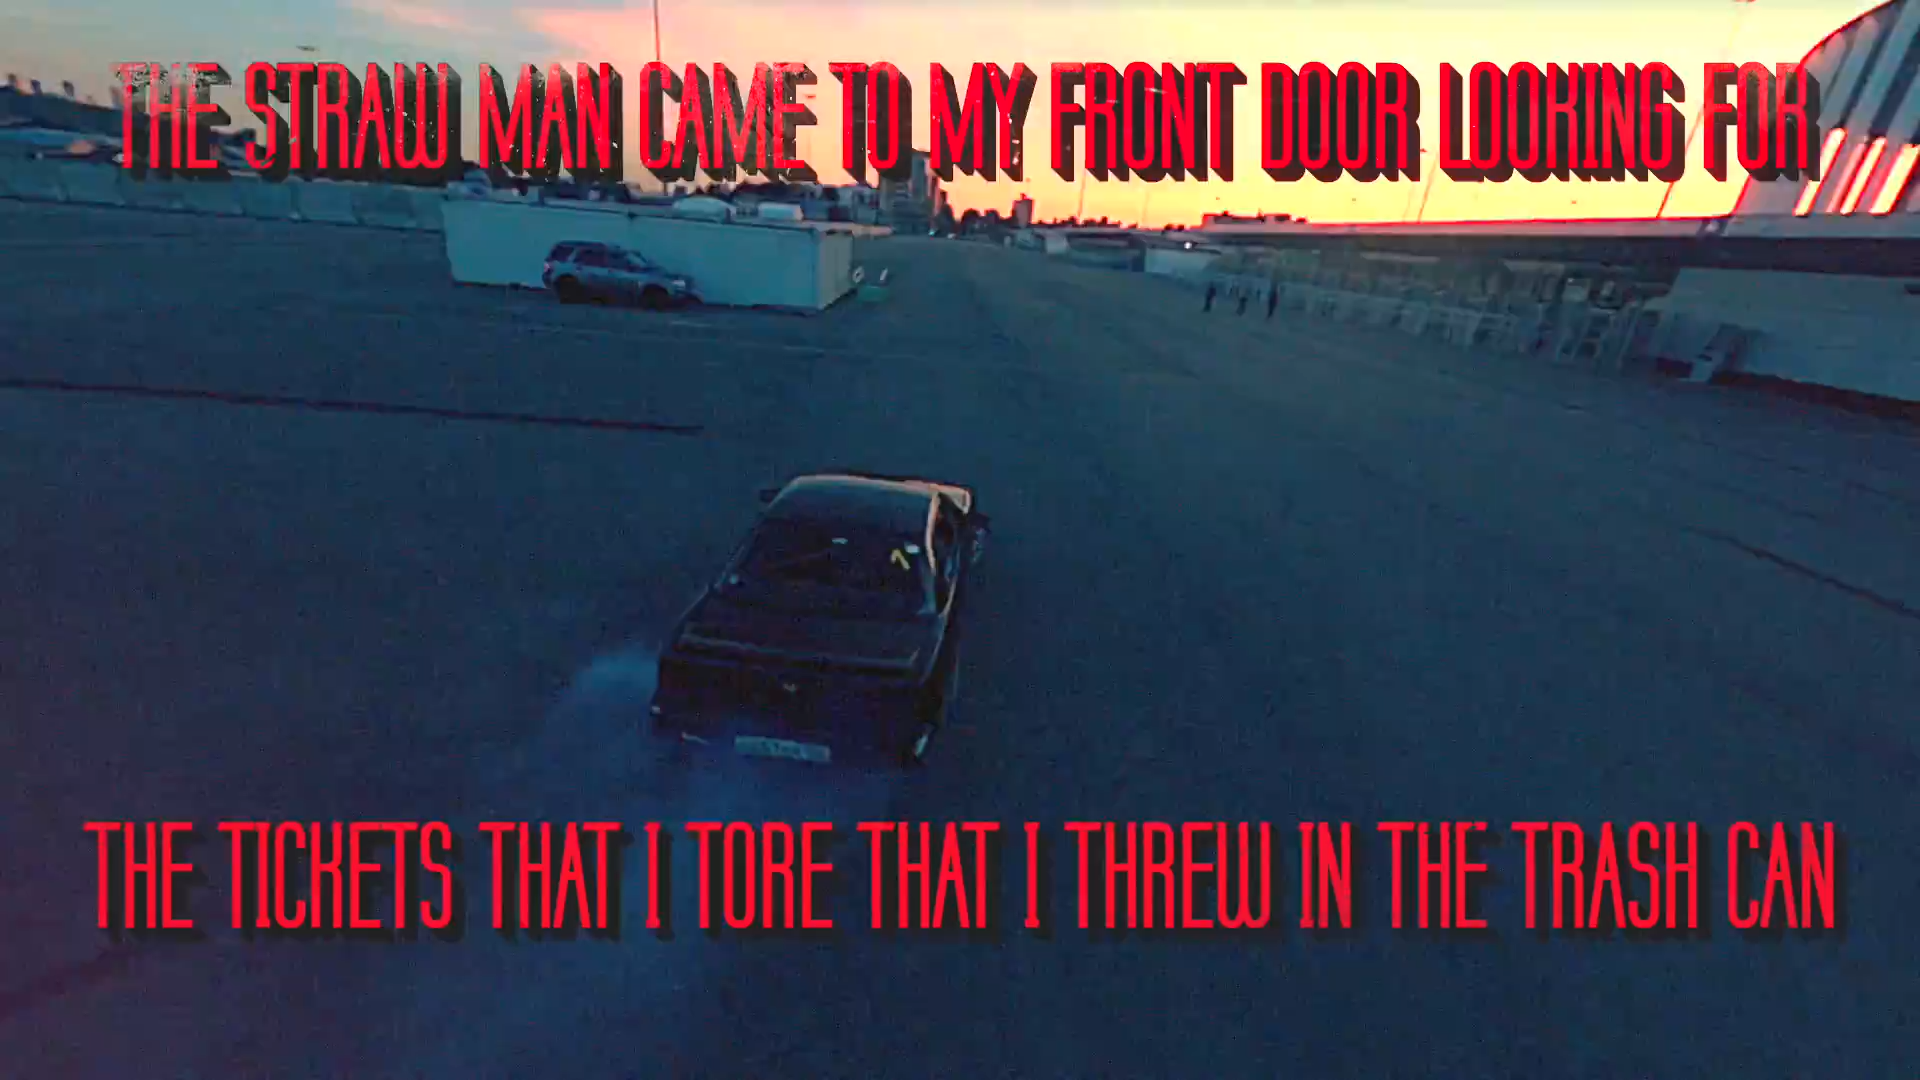 THE STRAW MAN CAME TO MY FRONT DOOR LOOKING FOR
THE TICKETS THAT I TORE THAT I THREW IN THE TRASH CAN